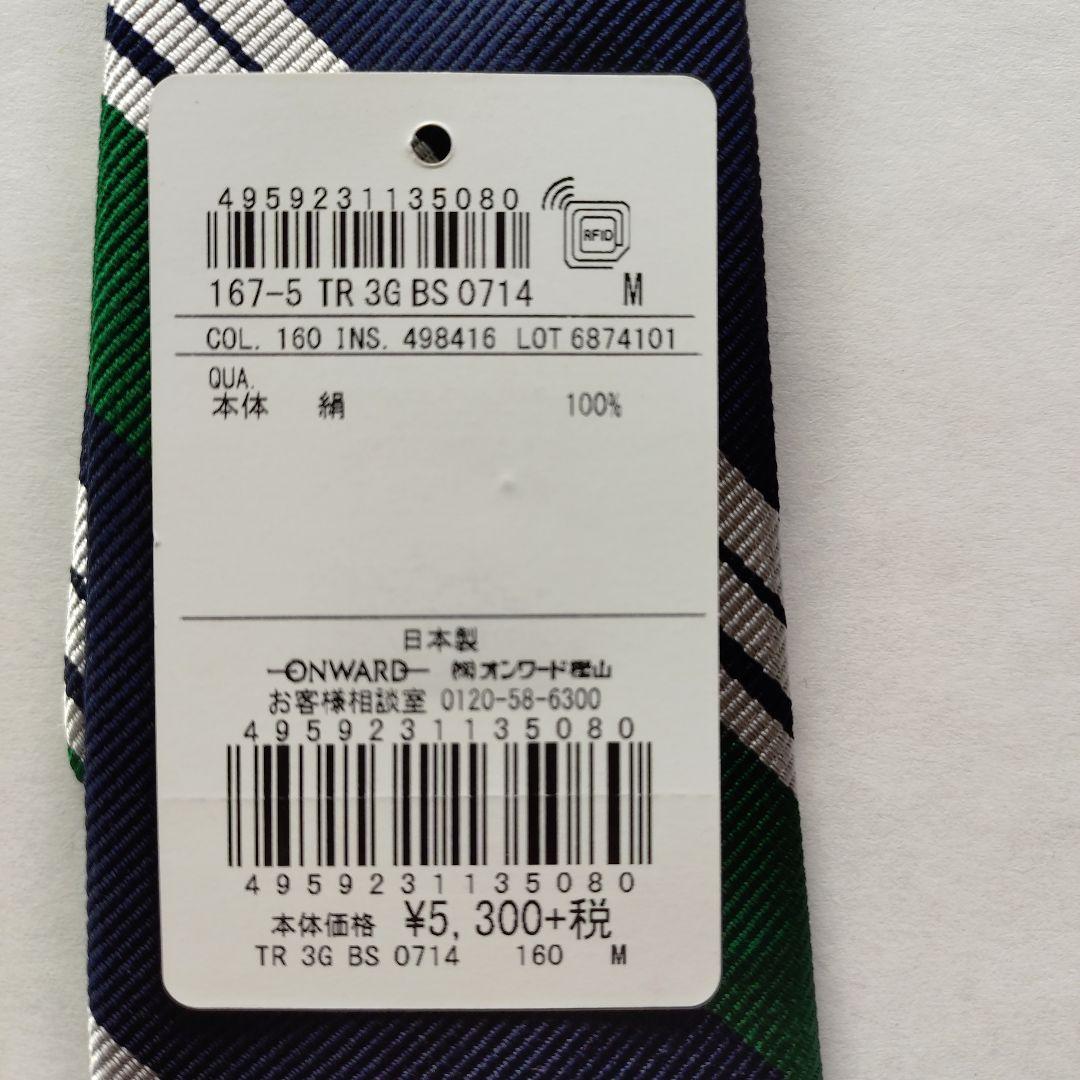 4959231135080
RFID
167-5 TR 3G BS 0714 M
COL. 160 INS. 498416 LOT 6874101
QUA.
本体 絹 100%
日本製
ONWARD ㈱オンワード樫山
お客様相談室 0120-58-6300
4959231135080
4959231135080
本体価格 ¥5,300+税
TR 3G BS 0714 160 M